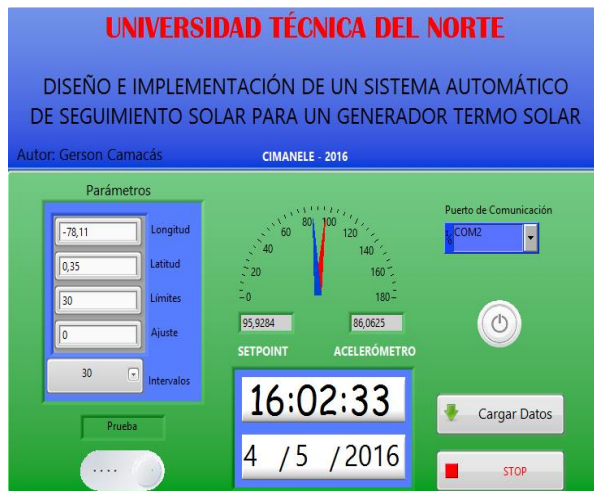 UNIVERSIDAD TÉCNICA DEL NORTE
DISEÑO E IMPLEMENTACIÓN DE UN SISTEMA AUTOMÁTICO
DE SEGUIMIENTO SOLAR PARA UN GENERADOR TERMO SOLAR
Autor: Gerson Camacás
CIMANELE - 2016
Parámetros
-78,11 Longitud
0,35 Latitud
30 Límites
0 Ajuste
30 Intervalos
Prueba
0 20 40 60 80 100 120 140 160 180
95,9284 86,0625
SETPOINT ACELERÓMETRO
16:02:33
4 / 5 / 2016
Puerto de Comunicación
COM2
Cargar Datos
STOP